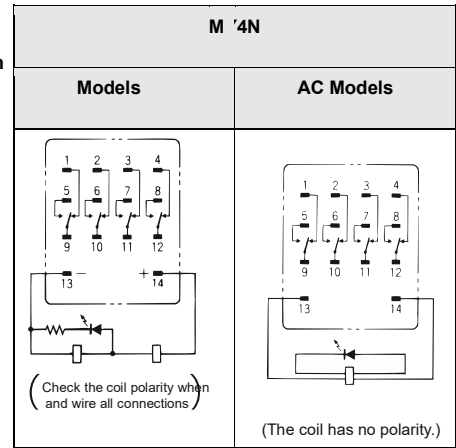 4N
Models
AC Models
1 2 3 4
5 6 7 8
9 10 11 12
13 − + 14
(Check the coil polarity when
and wire all connections)
1 2 3 4
5 6 7 8
9 10 11 12
13 14
(The coil has no polarity.)